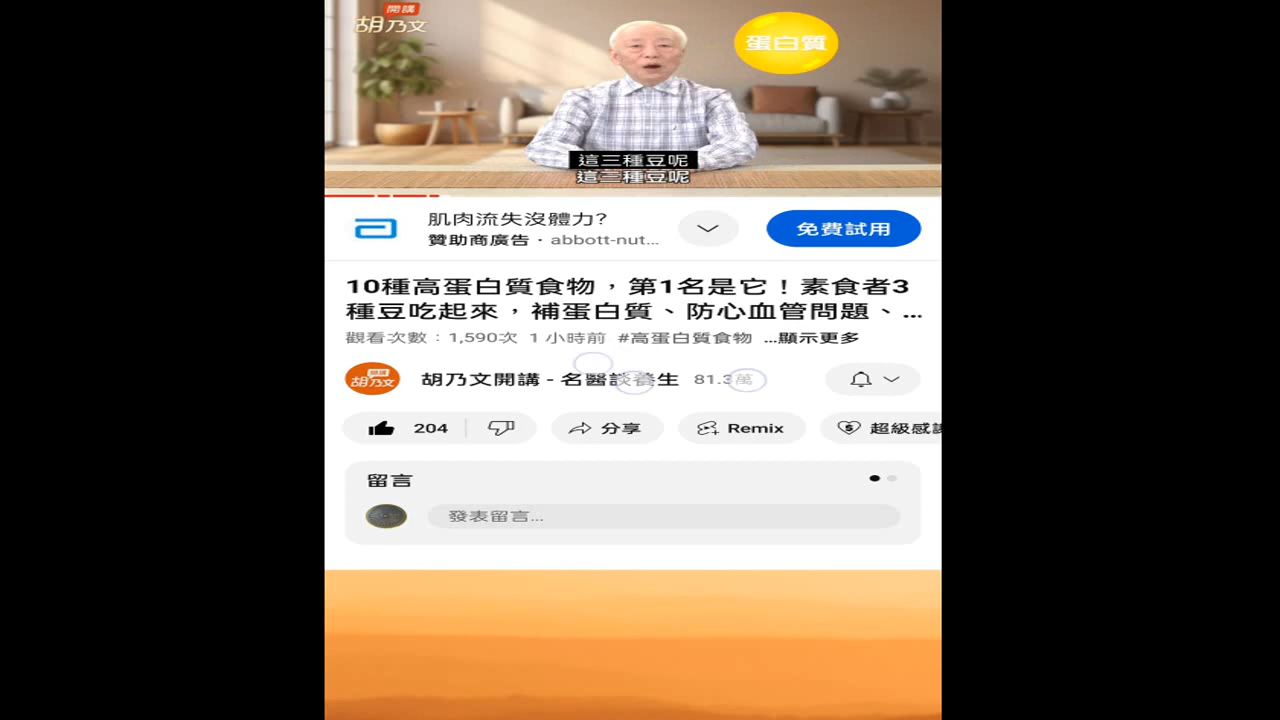 開講
胡乃文
蛋白質
這三種豆呢
這三種豆呢
肌肉流失沒體力?
贊助商廣告・abbott-nut...
免費試用
10種高蛋白質食物，第1名是它！素食者3
種豆吃起來，補蛋白質、防心血管問題、...
觀看次數：1,590次 1 小時前 #高蛋白質食物 ...顯示更多
開講
胡乃文
胡乃文開講 - 名醫談養生 81.3萬
204
分享
Remix
超級感謝
留言
發表留言...